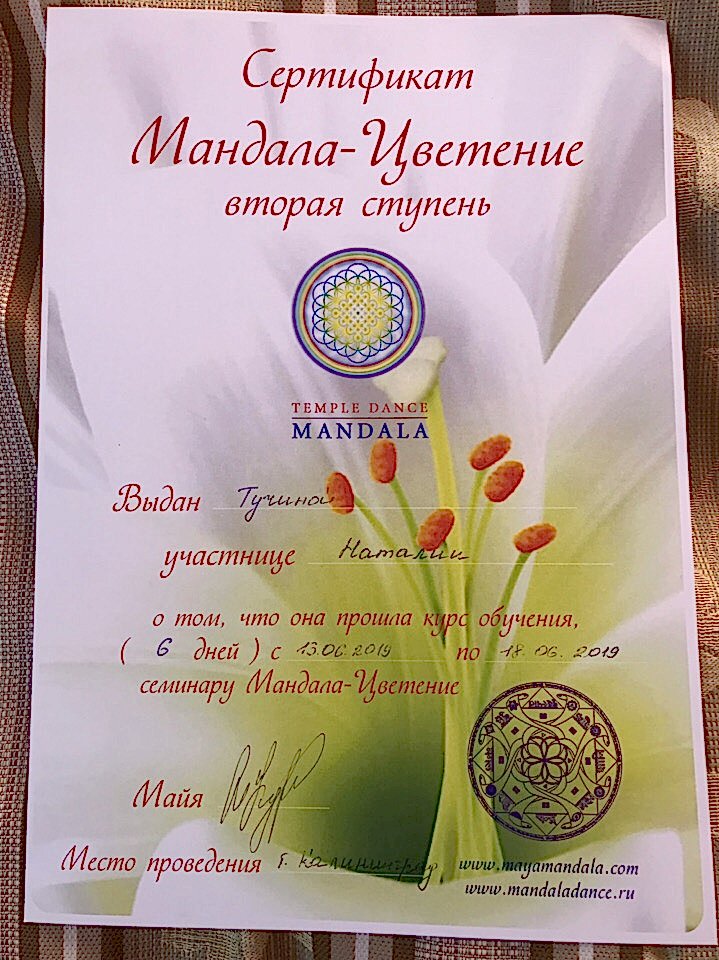 Сертификат
Мандала-Цветение
вторая ступень
TEMPLE DANCE
MANDALA
Выдан Тучиной
участнице Наталии
о том, что она прошла курс обучения,
( 6 дней ) с 13.06.2019 по 18.06.2019
семинару Мандала-Цветение
Майя
Место проведения г. Калининград
www.mayamandala.com
www.mandaladance.ru